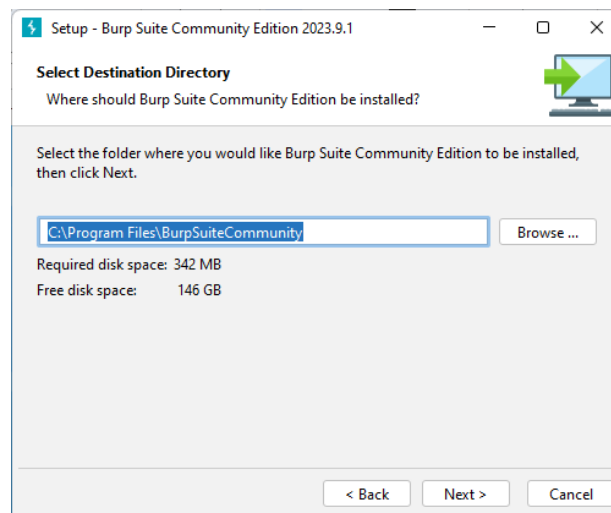 Setup - Burp Suite Community Edition 2023.9.1
Select Destination Directory
Where should Burp Suite Community Edition be installed?
Select the folder where you would like Burp Suite Community Edition to be installed,
then click Next.
C:\Program Files\BurpSuiteCommunity
Browse ...
Required disk space: 342 MB
Free disk space: 146 GB
< Back
Next >
Cancel